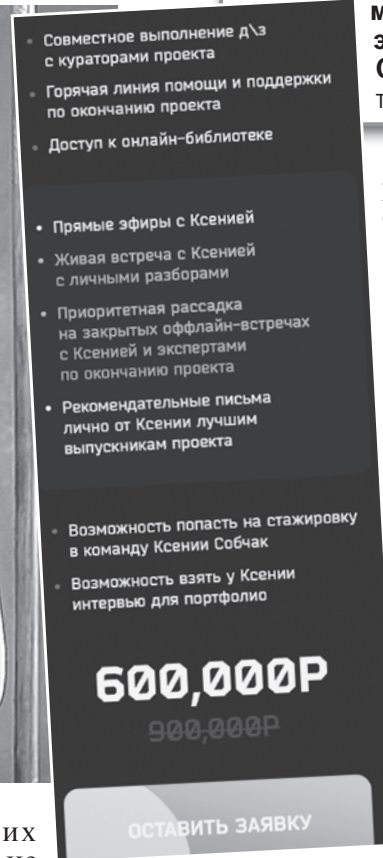 Совместное выполнение д\з
с кураторами проекта
Горячая линия помощи и поддержки
по окончанию проекта
Доступ к онлайн-библиотеке
Прямые эфиры с Ксенией
Живая встреча с Ксенией
с личными разборами
Приоритетная рассадка
на закрытых оффлайн-встречах
с Ксенией и экспертами
по окончанию проекта
Рекомендательные письма
лично от Ксении лучшим
выпускникам проекта
Возможность попасть на стажировку
в команду Ксении Собчак
Возможность взять у Ксении
интервью для портфолио
600,000Р
900,000Р
ОСТАВИТЬ ЗАЯВКУ
их